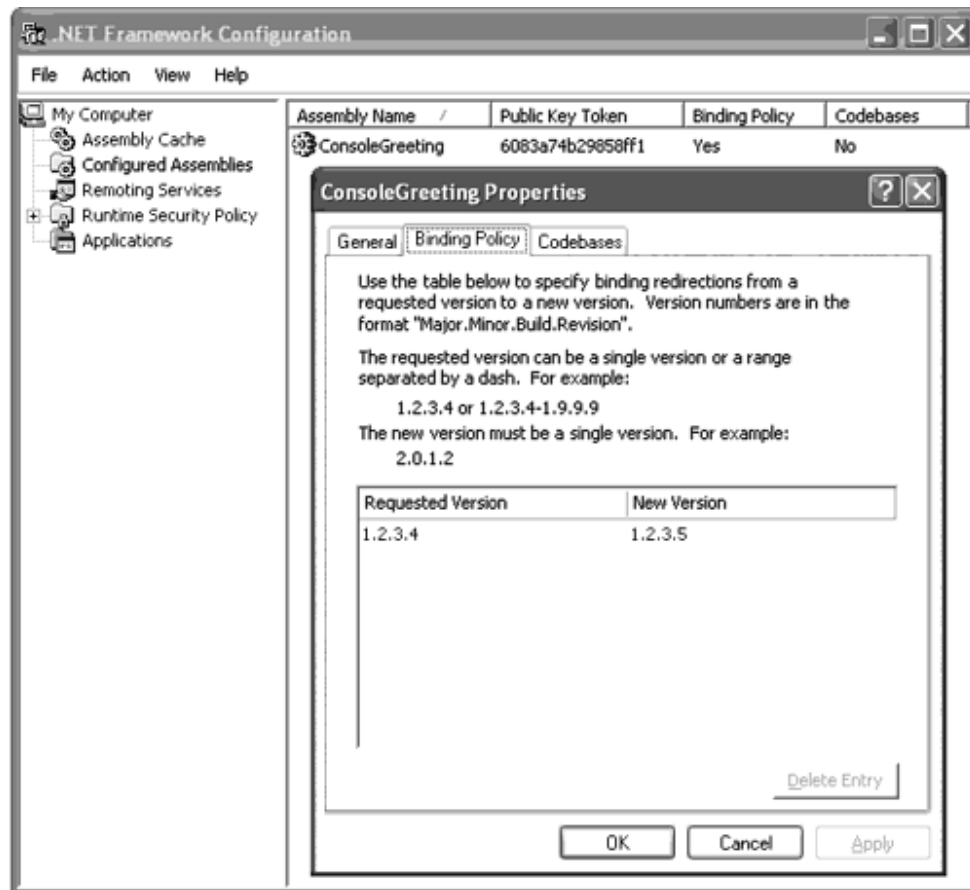 .NET Framework Configuration
File Action View Help
My Computer
Assembly Cache
Configured Assemblies
Remoting Services
Runtime Security Policy
Applications
Assembly Name Public Key Token Binding Policy Codebases
ConsoleGreeting 6083a74b29858ff1 Yes No
ConsoleGreeting Properties
General Binding Policy Codebases
Use the table below to specify binding redirections from a
requested version to a new version. Version numbers are in the
format "Major.Minor.Build.Revision".
The requested version can be a single version or a range
separated by a dash. For example:
1.2.3.4 or 1.2.3.4-1.9.9.9
The new version must be a single version. For example:
2.0.1.2
Requested Version New Version
1.2.3.4 1.2.3.5
Delete Entry
OK Cancel Apply